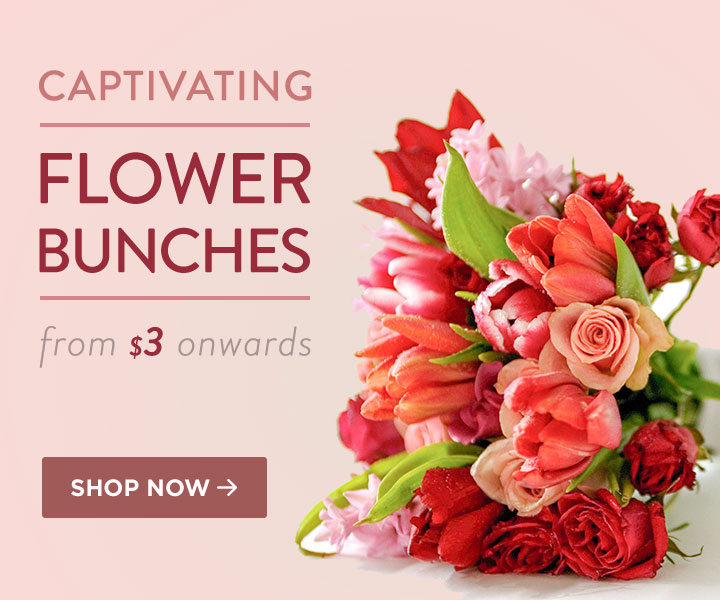 CAPTIVATING
FLOWER
BUNCHES
from $3 onwards
SHOP NOW →